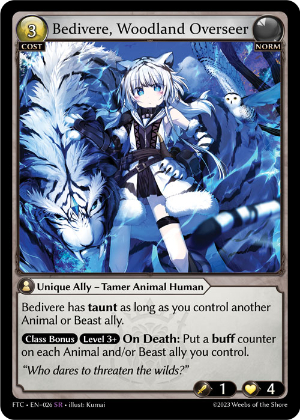 3
COST
Bedivere, Woodland Overseer
NORM
Unique Ally – Tamer Animal Human
Bedivere has taunt as long as you control another
Animal or Beast ally.
Class Bonus Level 3+ On Death: Put a buff counter
on each Animal and/or Beast ally you control.
“Who dares to threaten the wilds?”
1
4
FTC • EN-026 SR • illust: Kumai
©2023 Weebs of the Shore